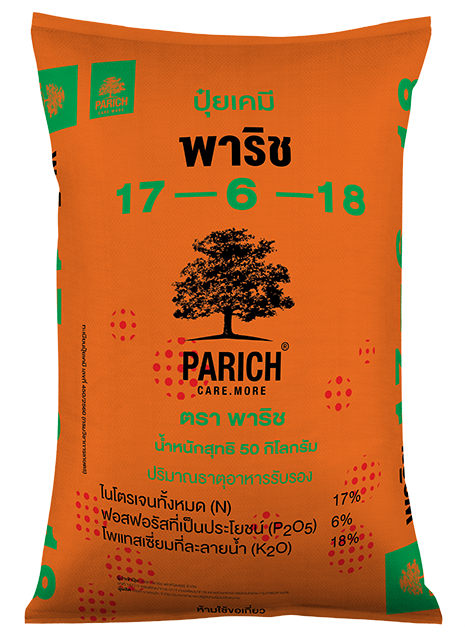 PARICH
CARE.MORE
ปุ๋ยเคมี
พาริช
17 — 6 — 18
PARICH®
CARE.MORE
ตรา พาริช
น้ำหนักสุทธิ 50 กิโลกรัม
ปริมาณธาตุอาหารรับรอง
ไนโตรเจนทั้งหมด (N) 17%
ฟอสฟอรัสที่เป็นประโยชน์ (P2O5) 6%
โพแทสเซี่ยมที่ละลายน้ำ (K2O) 18%
ห้ามใช้ขอเกี่ยว